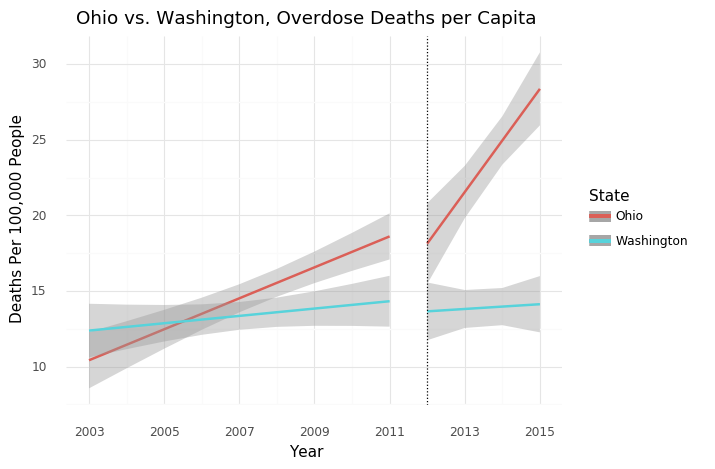 Ohio vs. Washington, Overdose Deaths per Capita
Deaths Per 100,000 People
30
25
20
15
10
2003 2005 2007 2009 2011 2013 2015
Year
State
Ohio
Washington